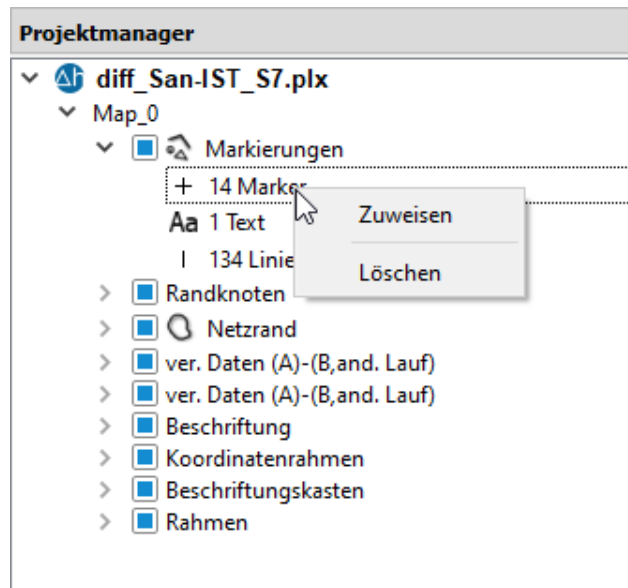 Projektmanager
diff_San-IST_S7.plx
Map_0
Markierungen
14 Marker
Zuweisen
Aa 1 Text
134 Linie
Löschen
Randknoten
Netzrand
ver. Daten (A)-(B,and. Lauf)
ver. Daten (A)-(B,and. Lauf)
Beschriftung
Koordinatenrahmen
Beschriftungskasten
Rahmen